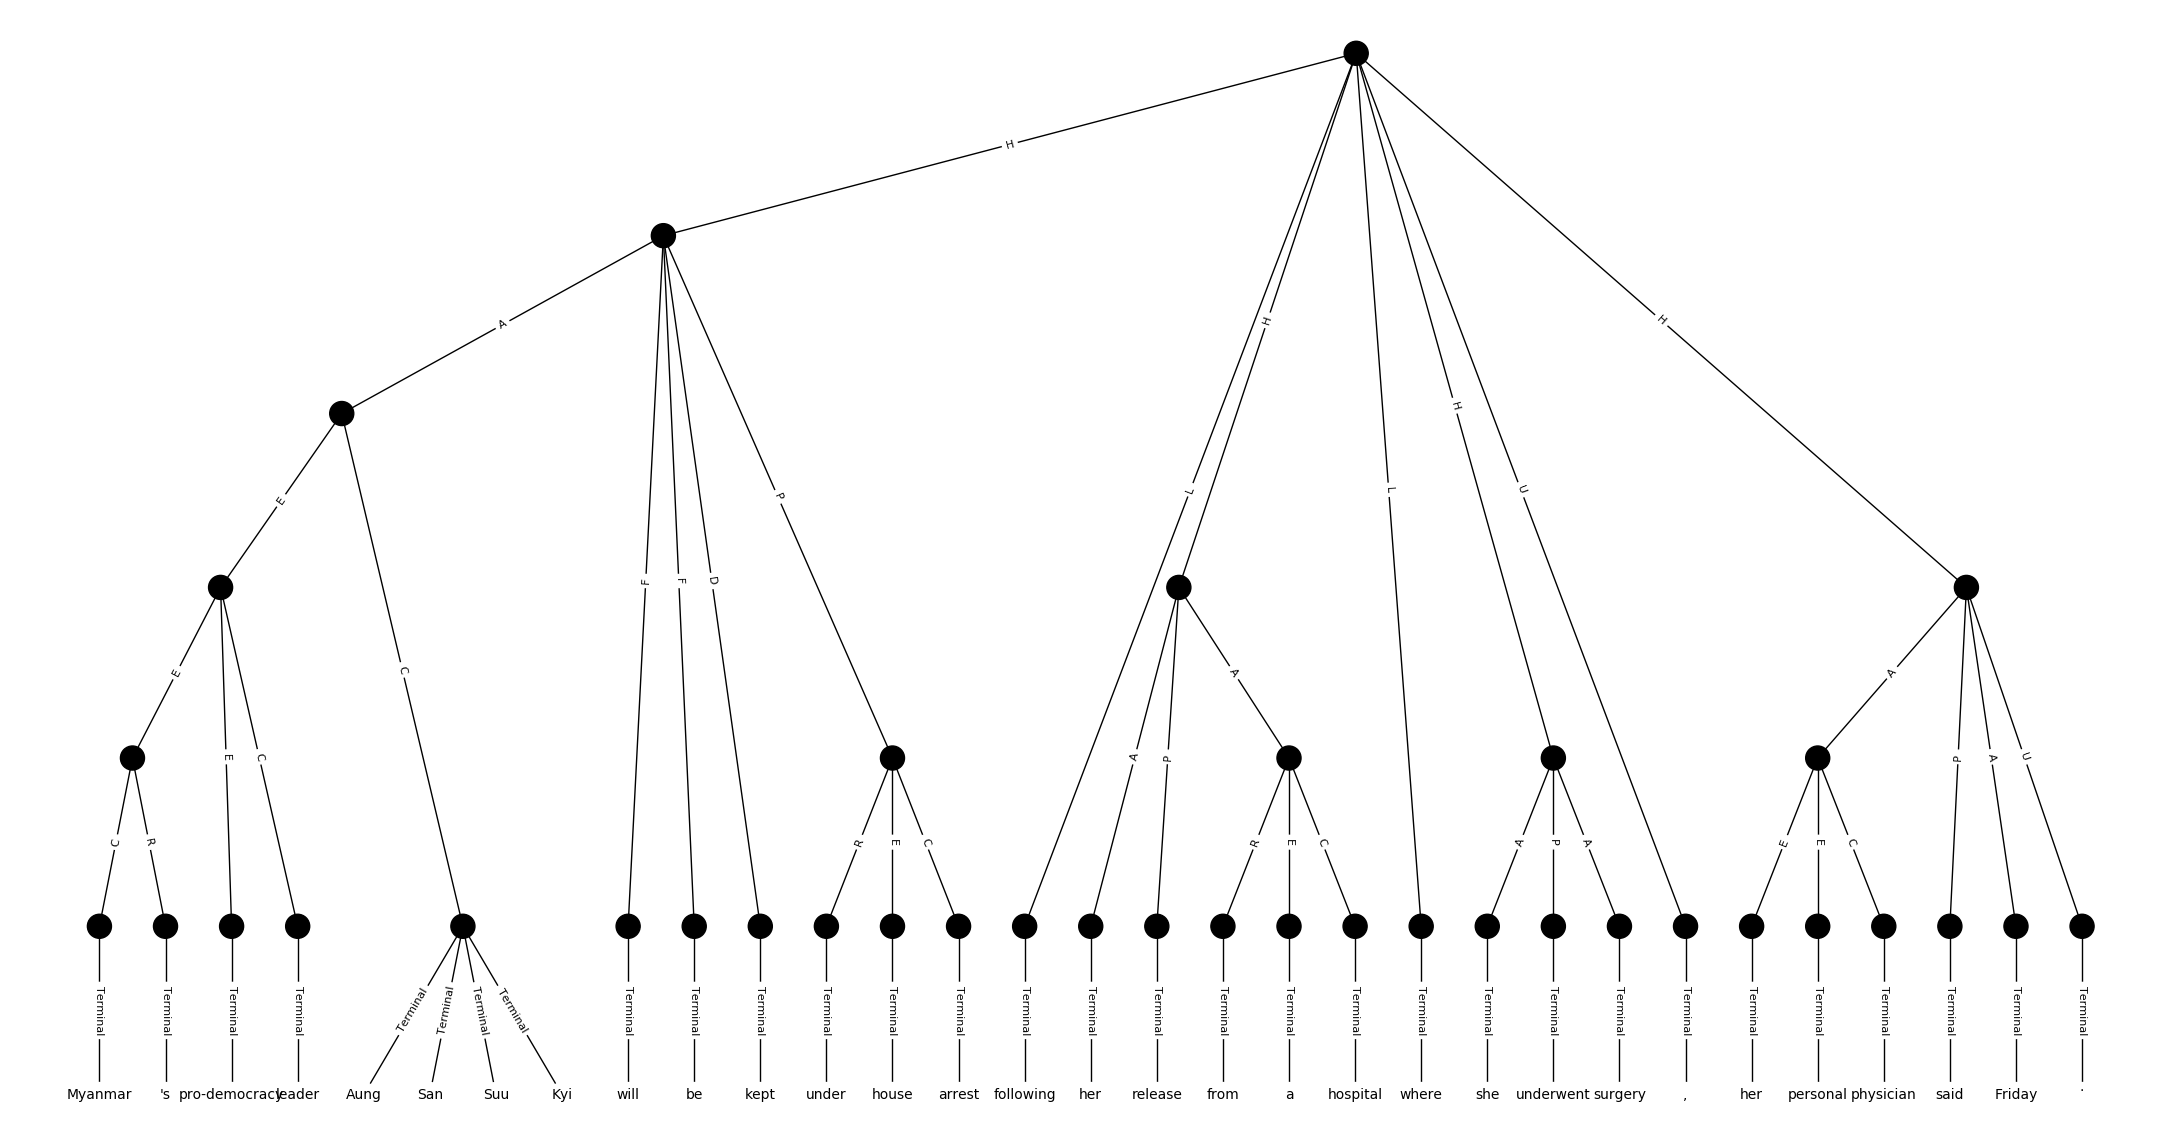 H
A
E L H H
C P L H U
F F D
E A A
E C A P P A U
C R R E C R E C A P A E E C
Terminal Terminal Terminal Terminal Terminal Terminal Terminal Terminal Terminal Terminal Terminal Terminal Terminal Terminal Terminal Terminal Terminal Terminal Terminal Terminal Terminal Terminal Terminal Terminal Terminal Terminal Terminal Terminal Terminal Terminal Terminal
Myanmar 's pro-democracy leader Aung San Suu Kyi will be kept under house arrest following her release from a hospital where she underwent surgery , her personal physician said Friday .